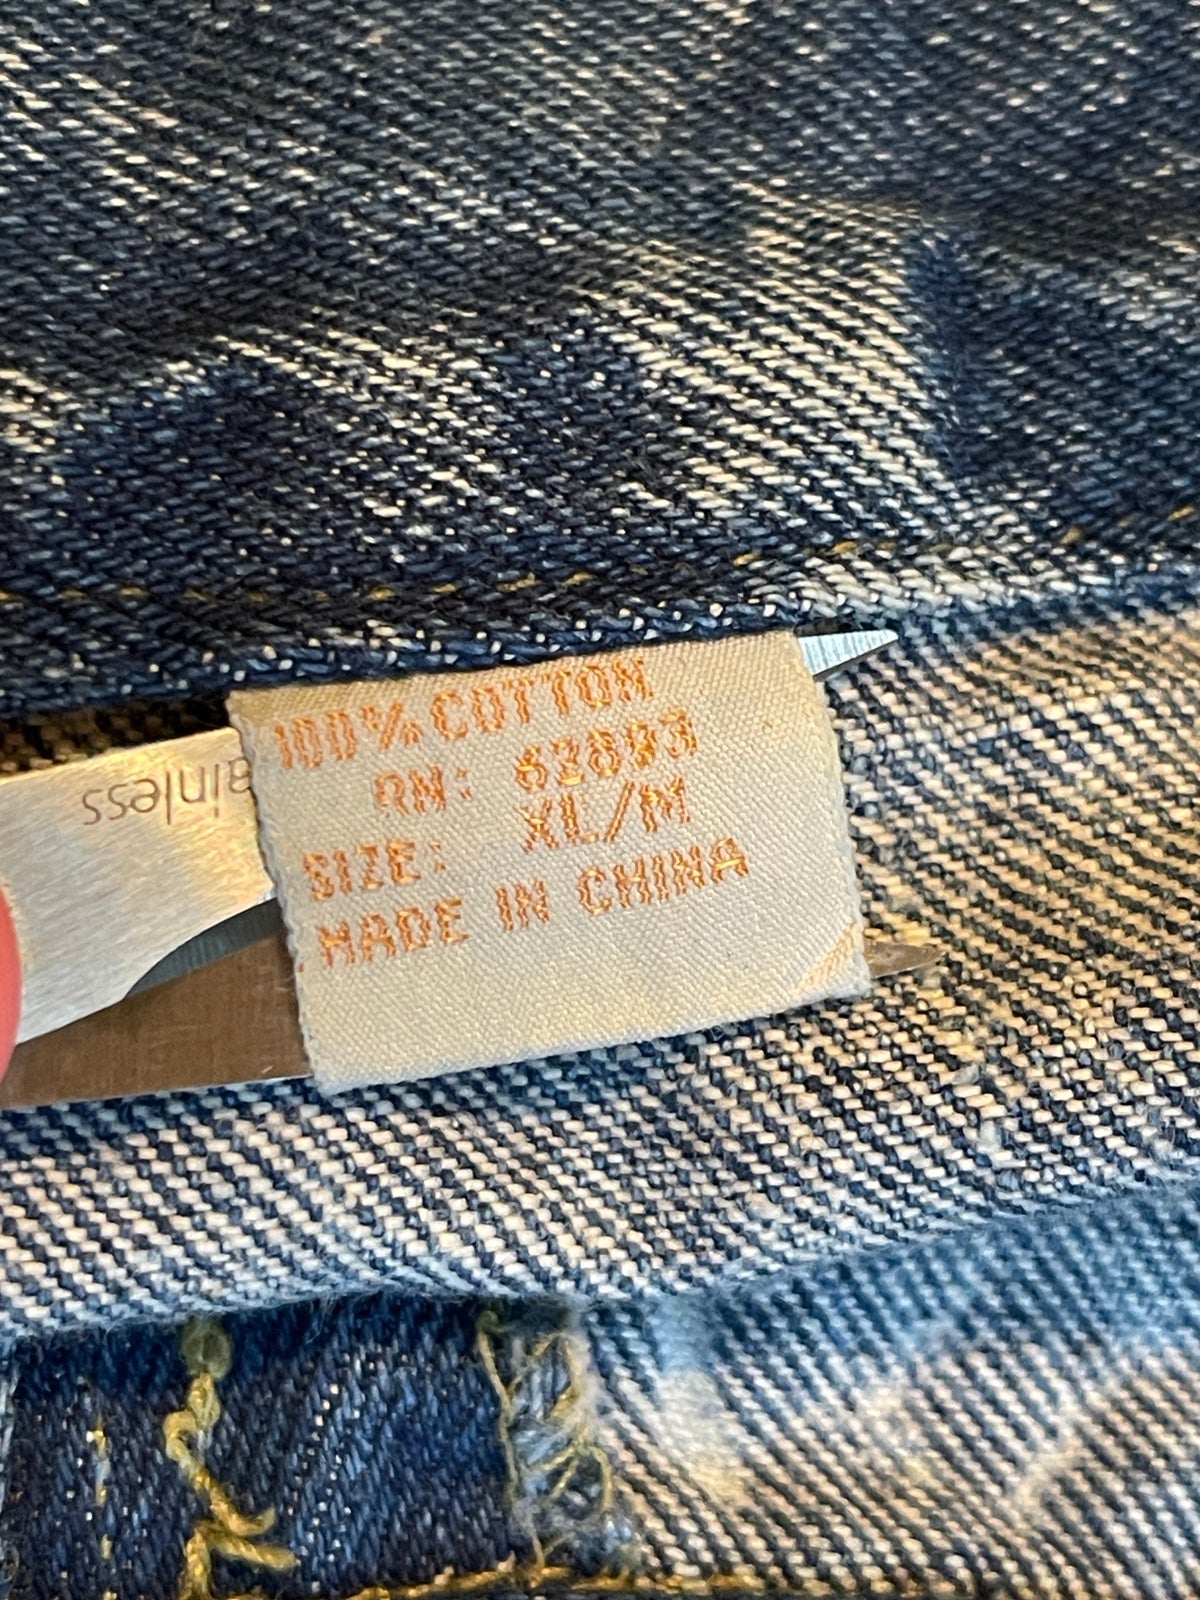 100% COTTON
RN: 62883
SIZE: XL/M
MADE IN CHINA
ainless